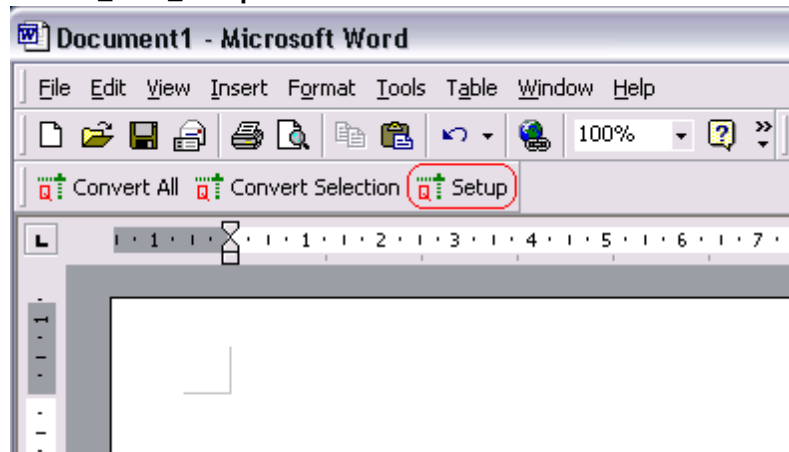 Document1 - Microsoft Word
File Edit View Insert Format Tools Table Window Help
100%
Convert All Convert Selection Setup
1 1 2 3 4 5 6 7
1